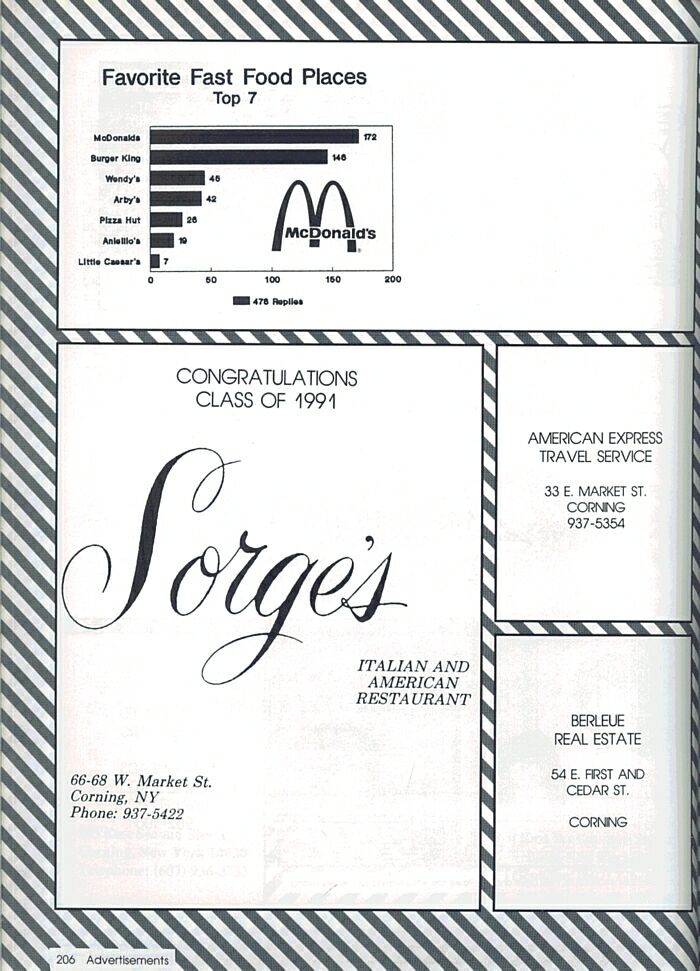 Favorite Fast Food Places
Top 7
McDonalds 172
Burger King 146
Wendy's 45
Arby's 42
Pizza Hut 26
Aniello's 19
Little Caesar's 7
0 50 100 150 200
478 Replies
McDonald's
®
CONGRATULATIONS
CLASS OF 1991
Sorge's
ITALIAN AND
AMERICAN
RESTAURANT
66-68 W. Market St.
Corning, NY
Phone: 937-5422
AMERICAN EXPRESS
TRAVEL SERVICE
33 E. MARKET ST.
CORNING
937-5354
BERLEUE
REAL ESTATE
54 E. FIRST AND
CEDAR ST.
CORNING
206 Advertisements